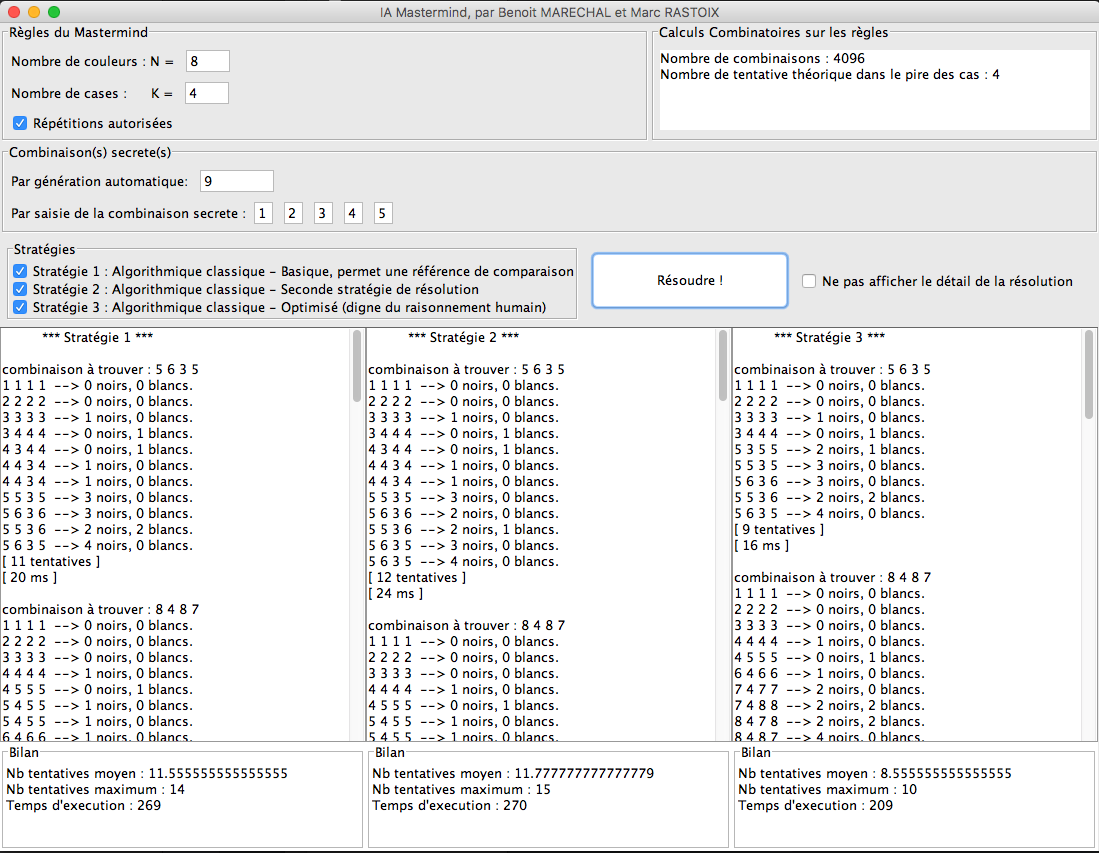 IA Mastermind, par Benoit MARECHAL et Marc RASTOIX
Règles du Mastermind
Nombre de couleurs : N = 8
Nombre de cases : K = 4
Répétitions autorisées
Calculs Combinatoires sur les règles
Nombre de combinaisons : 4096
Nombre de tentative théorique dans le pire des cas : 4
Combinaison(s) secrete(s)
Par génération automatique: 9
Par saisie de la combinaison secrete : 1 2 3 4 5
Stratégies
Stratégie 1 : Algorithmique classique – Basique, permet une référence de comparaison
Stratégie 2 : Algorithmique classique – Seconde stratégie de résolution
Stratégie 3 : Algorithmique classique – Optimisé (digne du raisonnement humain)
Résoudre !
Ne pas afficher le détail de la résolution
*** Stratégie 1 ***
combinaison à trouver : 5 6 3 5
1 1 1 1 --> 0 noirs, 0 blancs.
2 2 2 2 --> 0 noirs, 0 blancs.
3 3 3 3 --> 1 noirs, 0 blancs.
3 4 4 4 --> 0 noirs, 1 blancs.
4 3 4 4 --> 0 noirs, 1 blancs.
4 4 3 4 --> 1 noirs, 0 blancs.
4 4 3 4 --> 1 noirs, 0 blancs.
5 5 3 5 --> 3 noirs, 0 blancs.
5 6 3 6 --> 3 noirs, 0 blancs.
5 5 3 6 --> 2 noirs, 2 blancs.
5 6 3 5 --> 4 noirs, 0 blancs.
[ 11 tentatives ]
[ 20 ms ]
combinaison à trouver : 8 4 8 7
1 1 1 1 --> 0 noirs, 0 blancs.
2 2 2 2 --> 0 noirs, 0 blancs.
3 3 3 3 --> 0 noirs, 0 blancs.
4 4 4 4 --> 1 noirs, 0 blancs.
4 5 5 5 --> 0 noirs, 1 blancs.
5 4 5 5 --> 1 noirs, 0 blancs.
5 4 5 5 --> 1 noirs, 0 blancs.
6 4 6 6 --> 1 noirs, 0 blancs.
*** Stratégie 2 ***
combinaison à trouver : 5 6 3 5
1 1 1 1 --> 0 noirs, 0 blancs.
2 2 2 2 --> 0 noirs, 0 blancs.
3 3 3 3 --> 1 noirs, 0 blancs.
3 4 4 4 --> 0 noirs, 1 blancs.
4 3 4 4 --> 0 noirs, 1 blancs.
4 4 3 4 --> 1 noirs, 0 blancs.
4 4 3 4 --> 1 noirs, 0 blancs.
5 5 3 5 --> 3 noirs, 0 blancs.
5 6 3 6 --> 2 noirs, 0 blancs.
5 5 3 6 --> 2 noirs, 1 blancs.
5 6 3 5 --> 3 noirs, 0 blancs.
5 6 3 5 --> 4 noirs, 0 blancs.
[ 12 tentatives ]
[ 24 ms ]
combinaison à trouver : 8 4 8 7
1 1 1 1 --> 0 noirs, 0 blancs.
2 2 2 2 --> 0 noirs, 0 blancs.
3 3 3 3 --> 0 noirs, 0 blancs.
4 4 4 4 --> 1 noirs, 0 blancs.
4 5 5 5 --> 0 noirs, 1 blancs.
5 4 5 5 --> 1 noirs, 0 blancs.
5 4 5 5 --> 1 noirs, 0 blancs.
*** Stratégie 3 ***
combinaison à trouver : 5 6 3 5
1 1 1 1 --> 0 noirs, 0 blancs.
2 2 2 2 --> 0 noirs, 0 blancs.
3 3 3 3 --> 1 noirs, 0 blancs.
3 4 4 4 --> 0 noirs, 1 blancs.
5 3 5 5 --> 2 noirs, 1 blancs.
5 5 3 5 --> 3 noirs, 0 blancs.
5 6 3 6 --> 3 noirs, 0 blancs.
5 5 3 6 --> 2 noirs, 2 blancs.
5 6 3 5 --> 4 noirs, 0 blancs.
[ 9 tentatives ]
[ 16 ms ]
combinaison à trouver : 8 4 8 7
1 1 1 1 --> 0 noirs, 0 blancs.
2 2 2 2 --> 0 noirs, 0 blancs.
3 3 3 3 --> 0 noirs, 0 blancs.
4 4 4 4 --> 1 noirs, 0 blancs.
4 5 5 5 --> 0 noirs, 1 blancs.
6 4 6 6 --> 1 noirs, 0 blancs.
7 4 7 7 --> 2 noirs, 0 blancs.
7 4 8 8 --> 2 noirs, 2 blancs.
8 4 7 8 --> 2 noirs, 2 blancs.
8 4 8 7 --> 4 noirs, 0 blancs.
Bilan
Nb tentatives moyen : 11.555555555555555
Nb tentatives maximum : 14
Temps d'execution : 269
Bilan
Nb tentatives moyen : 11.777777777777779
Nb tentatives maximum : 15
Temps d'execution : 270
Bilan
Nb tentatives moyen : 8.555555555555555
Nb tentatives maximum : 10
Temps d'execution : 209